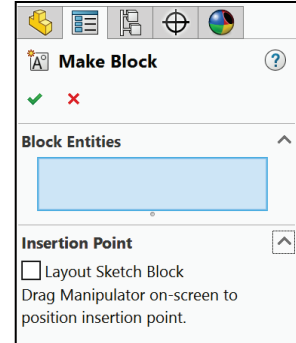 Make Block
?
Block Entities
Insertion Point
Layout Sketch Block
Drag Manipulator on-screen to
position insertion point.